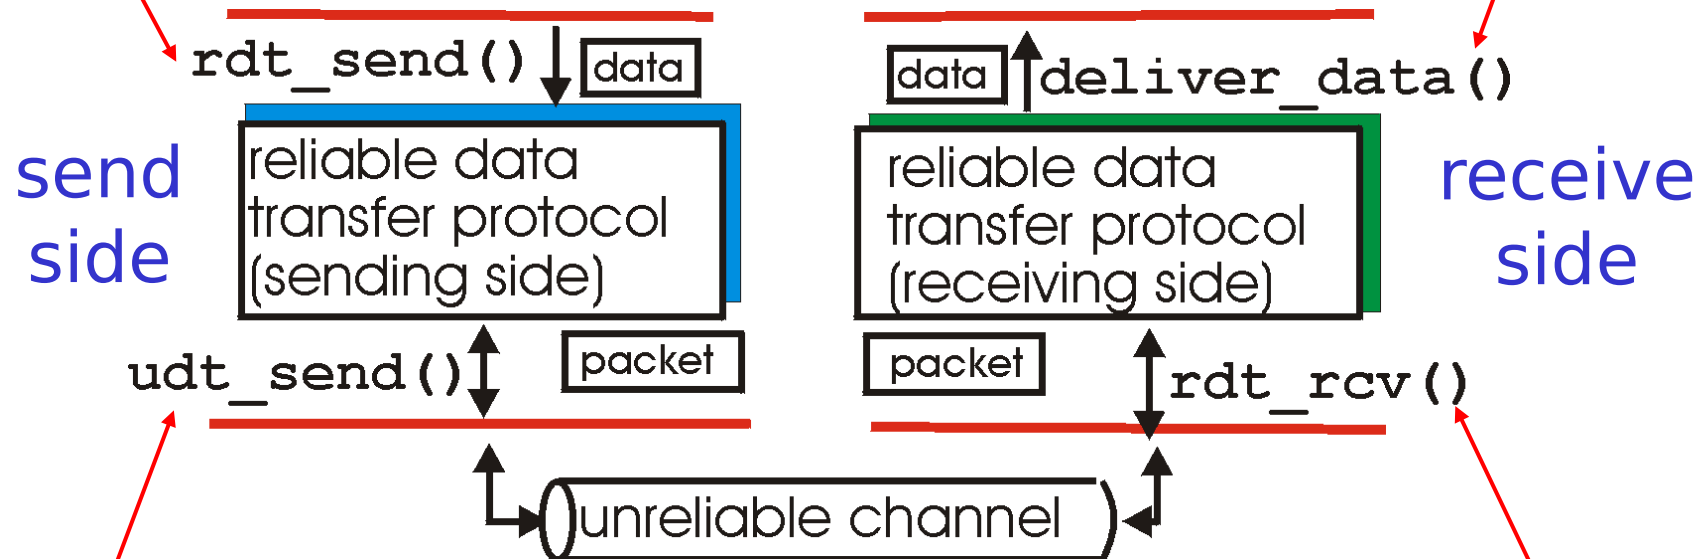 rdt_send()
data
data
deliver_data()
send
side
reliable data
transfer protocol
(sending side)
reliable data
transfer protocol
(receiving side)
receive
side
udt_send()
packet
packet
rdt_rcv()
unreliable channel